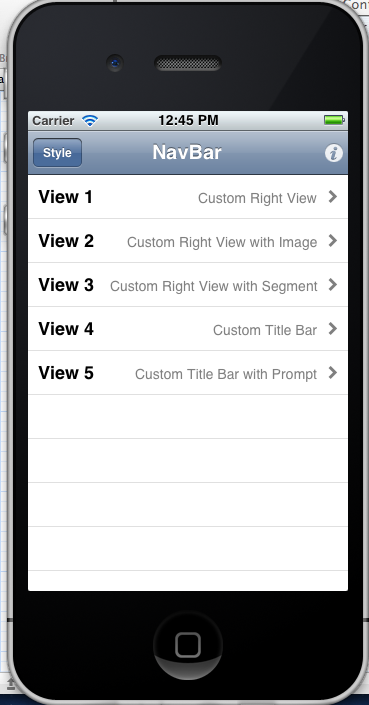 Carrier 12:45 PM
Style NavBar
View 1 Custom Right View
View 2 Custom Right View with Image
View 3 Custom Right View with Segment
View 4 Custom Title Bar
View 5 Custom Title Bar with Prompt